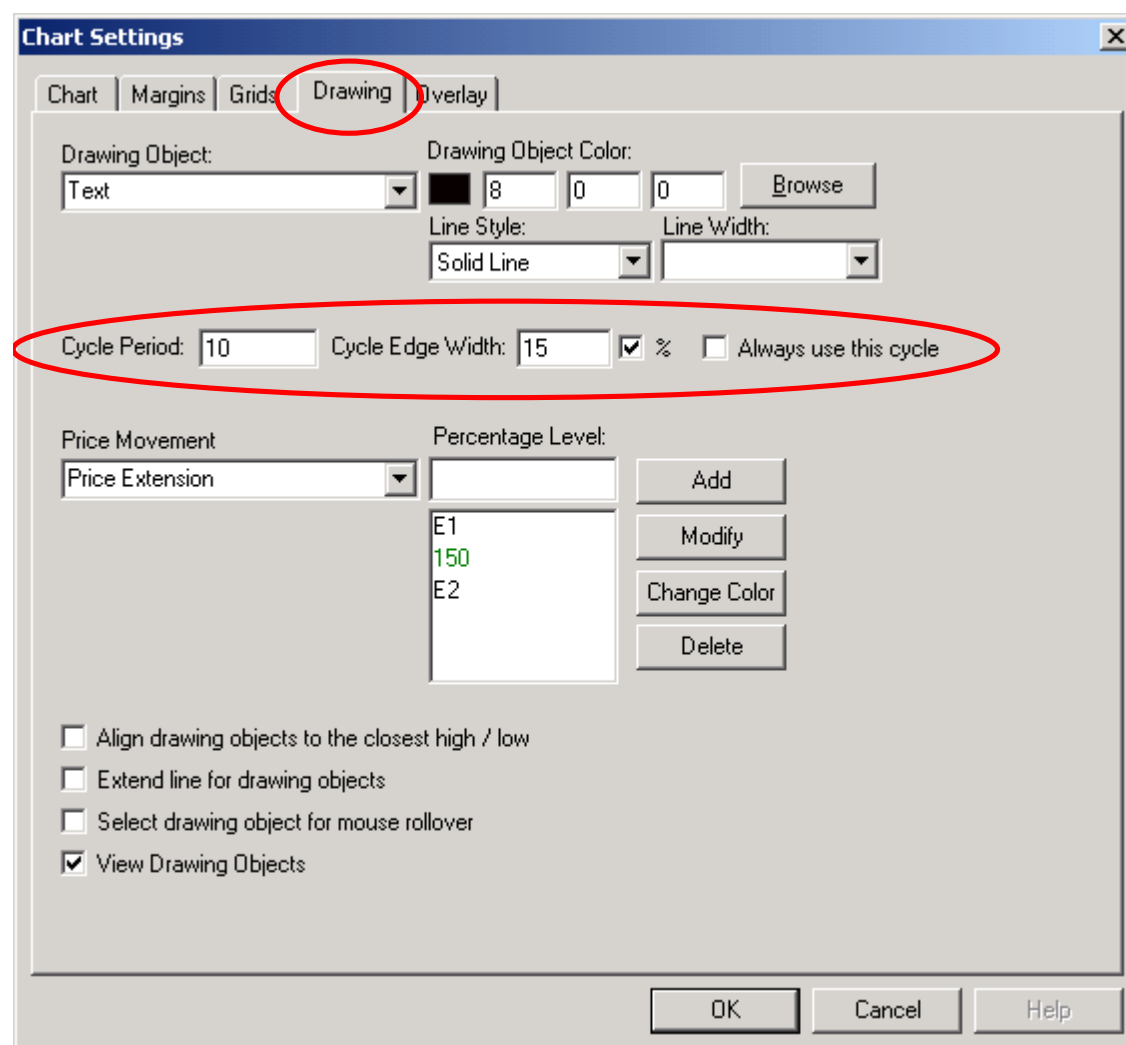 Chart Settings
Chart Margins Grids Drawing Overlay
Drawing Object: Drawing Object Color:
Text 8 0 0 Browse
Line Style: Line Width:
Solid Line
Cycle Period: 10 Cycle Edge Width: 15 % Always use this cycle
Price Movement Percentage Level:
Price Extension Add
E1
150
E2
Modify
Change Color
Delete
Align drawing objects to the closest high / low
Extend line for drawing objects
Select drawing object for mouse rollover
View Drawing Objects
OK Cancel Help